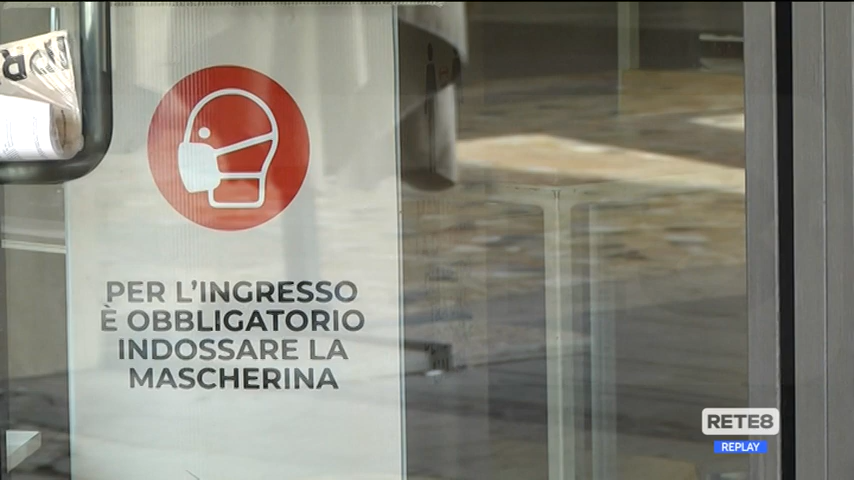 PER L'INGRESSO
È OBBLIGATORIO
INDOSSARE LA
MASCHERINA
RETE8
REPLAY